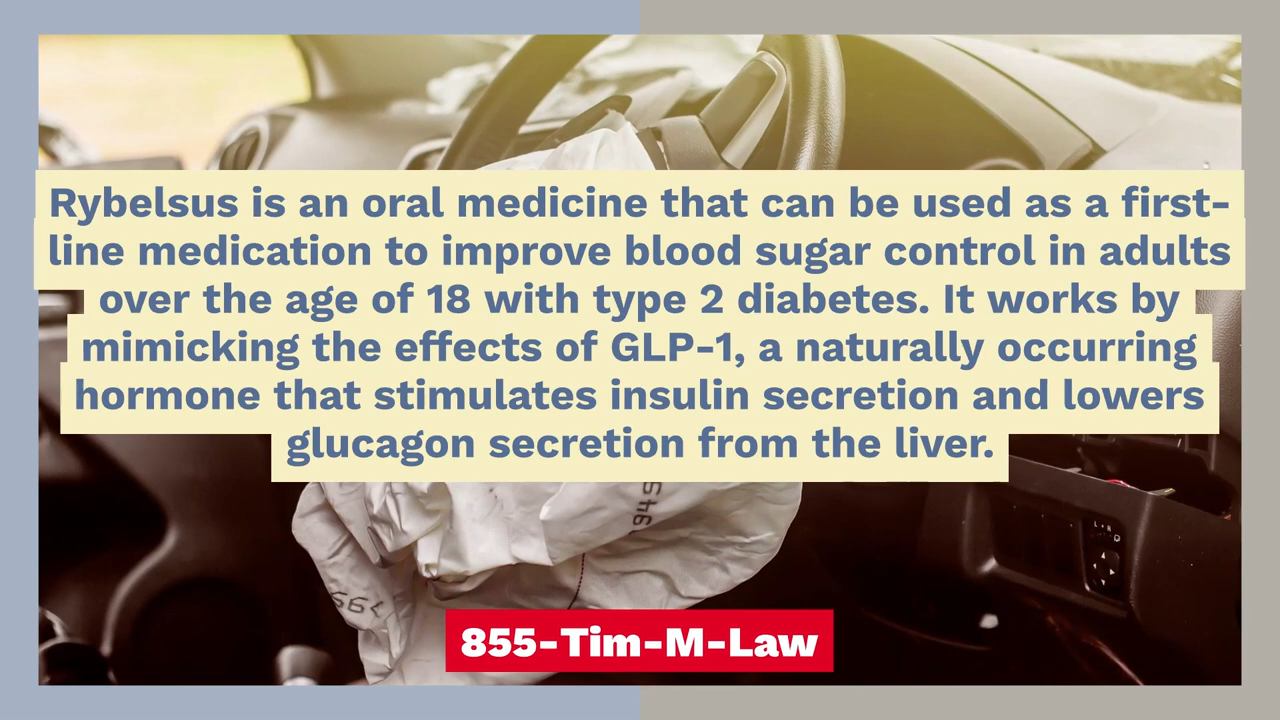 Rybelsus is an oral medicine that can be used as a first-
line medication to improve blood sugar control in adults
over the age of 18 with type 2 diabetes. It works by
mimicking the effects of GLP-1, a naturally occurring
hormone that stimulates insulin secretion and lowers
glucagon secretion from the liver.
855-Tim-M-Law